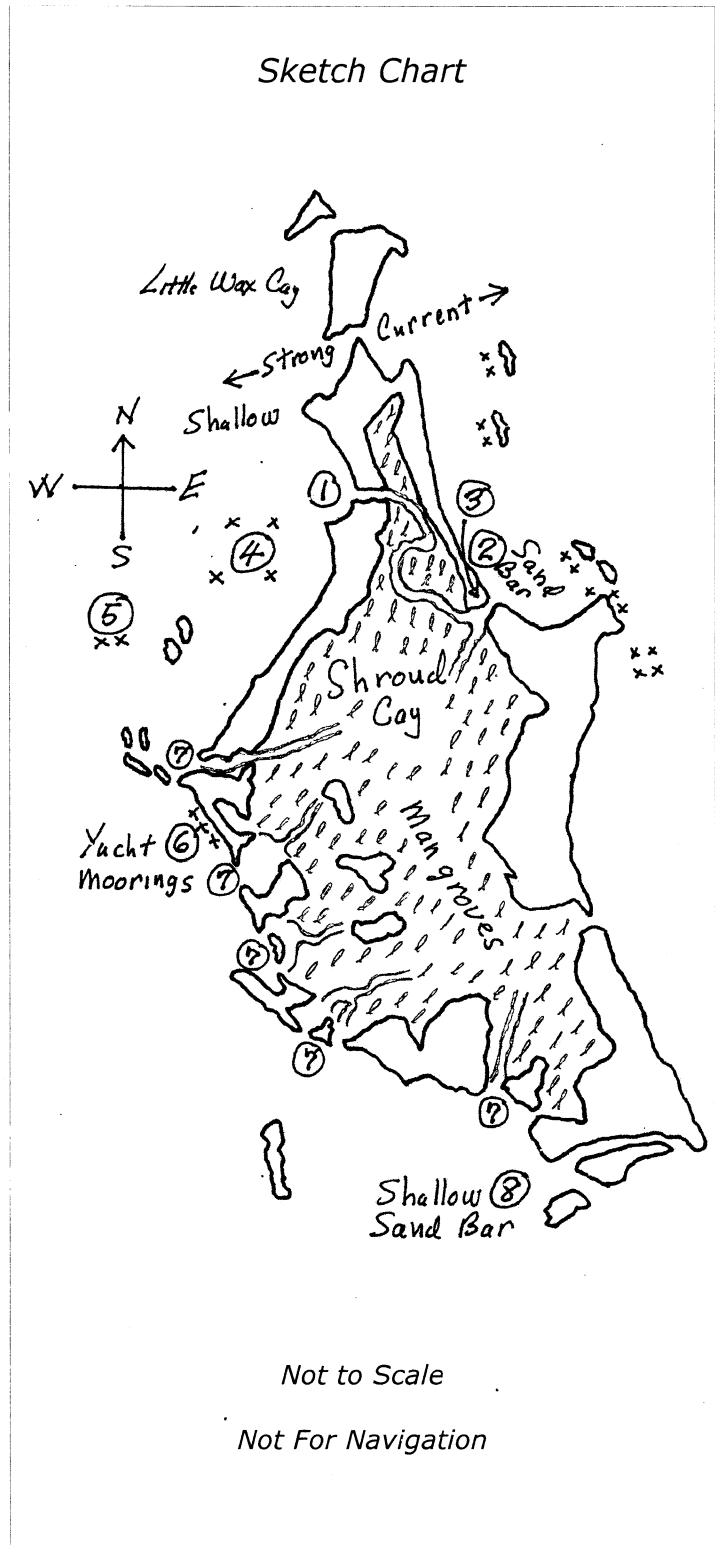 Sketch Chart
Little Wax Cay
Strong Current
Shallow
N
W E
S
1
3
2
Sand
Bar
4
5
Shroud
Cay
7
Yacht 6
Moorings 7
Mangroves
7
7
7
Shallow 8
Sand Bar
Not to Scale
Not For Navigation